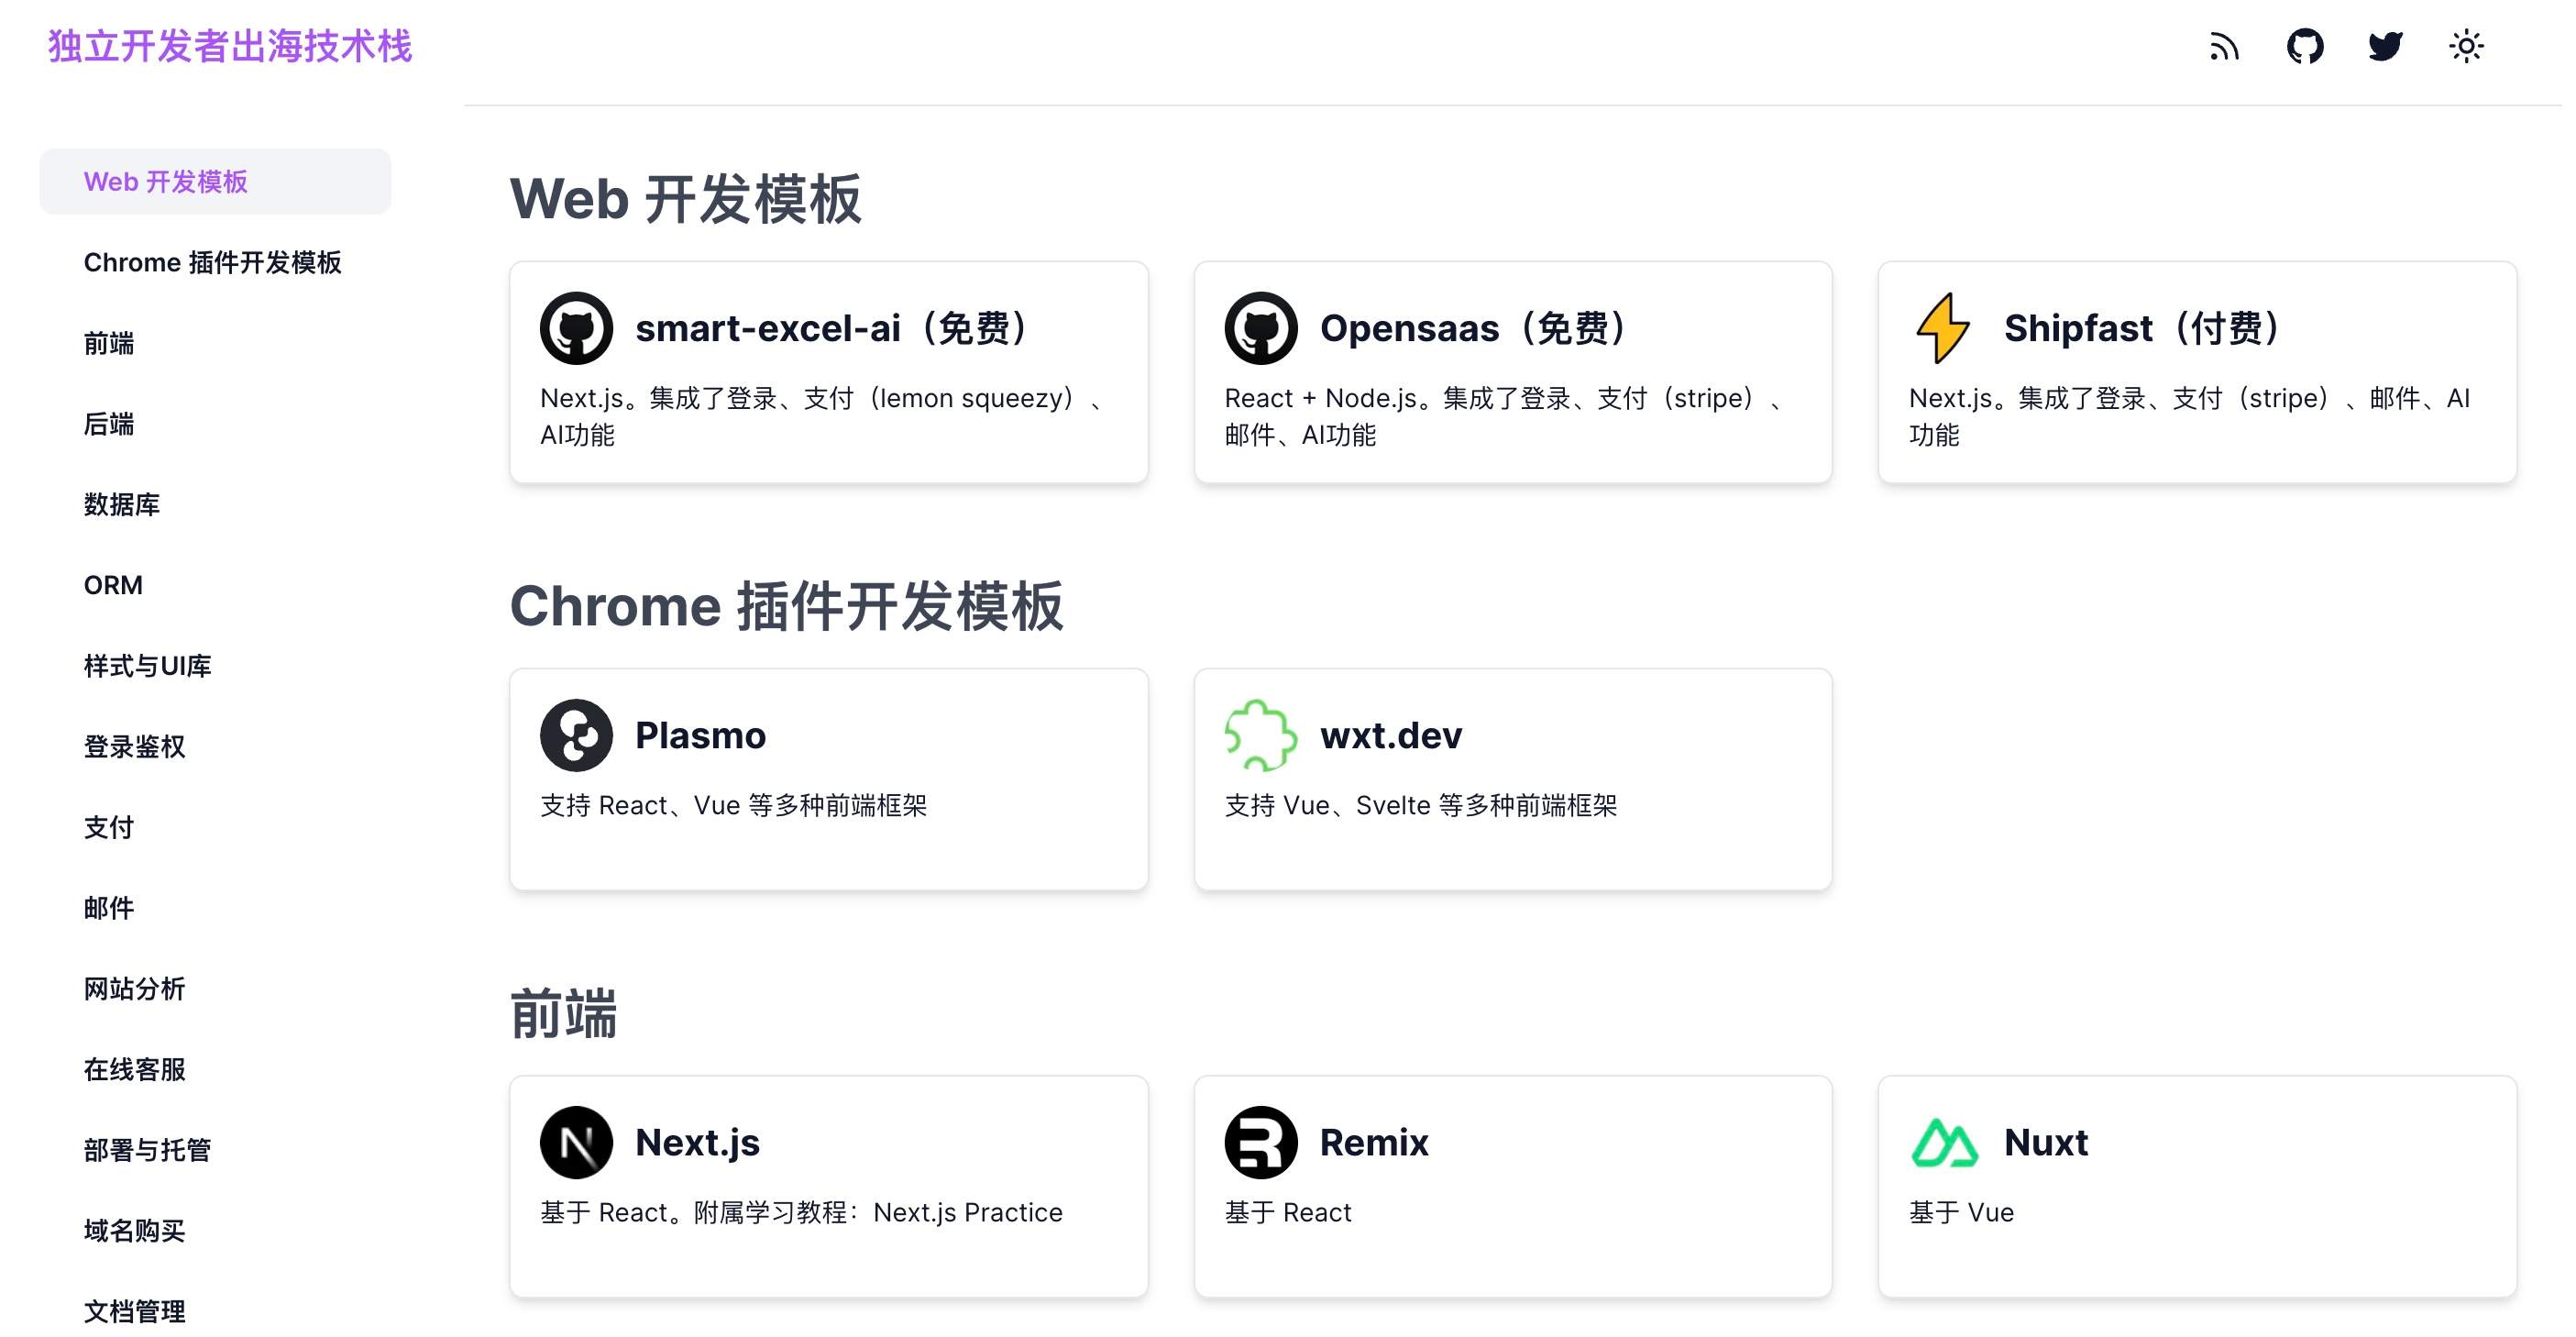 独立开发者出海技术栈
Web 开发模板
Chrome 插件开发模板
前端
后端
数据库
ORM
样式与UI库
登录鉴权
支付
邮件
网站分析
在线客服
部署与托管
域名购买
文档管理
Web 开发模板
smart-excel-ai（免费）
Next.js。集成了登录、支付（lemon squeezy）、
AI功能
Opensaas（免费）
React + Node.js。集成了登录、支付（stripe）、
邮件、AI功能
Shipfast（付费）
Next.js。集成了登录、支付（stripe）、邮件、AI
功能
Chrome 插件开发模板
Plasmo
支持 React、Vue 等多种前端框架
wxt.dev
支持 Vue、Svelte 等多种前端框架
前端
Next.js
基于 React。附属学习教程：Next.js Practice
Remix
基于 React
Nuxt
基于 Vue